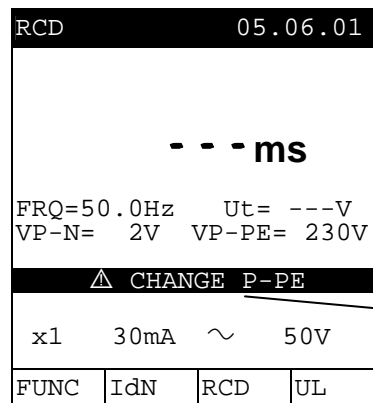 RCD 05.06.01
- - - ms
FRQ=50.0Hz Ut= ---V
VP-N= 2V VP-PE= 230V
⚠ CHANGE P-PE
x1 30mA ~ 50V
FUNC IdN RCD UL